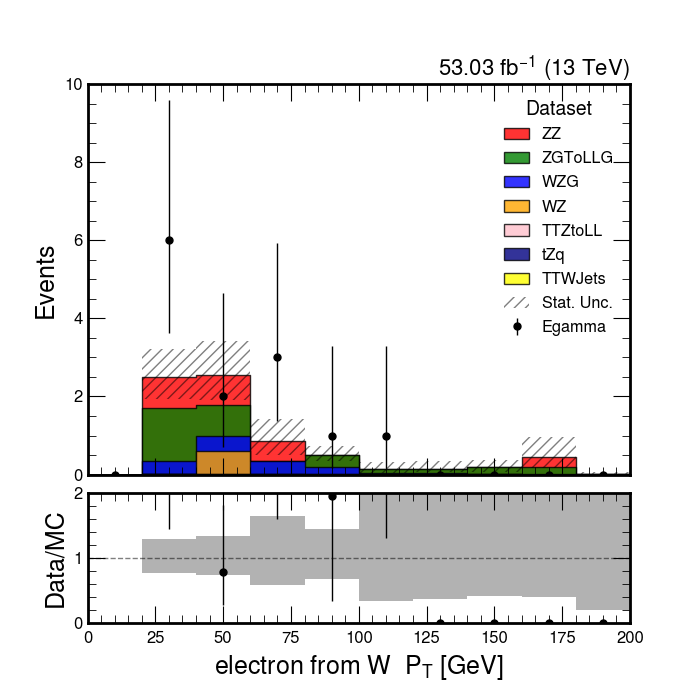 53.03 fb⁻¹ (13 TeV)
10
8
6
4
2
0
Events
Dataset
ZZ
ZGToLLG
WZG
WZ
TTZtoLL
tZq
TTWJets
Stat. Unc.
Egamma
2
1
0
Data/MC
0 25 50 75 100 125 150 175 200
electron from W P_T [GeV]